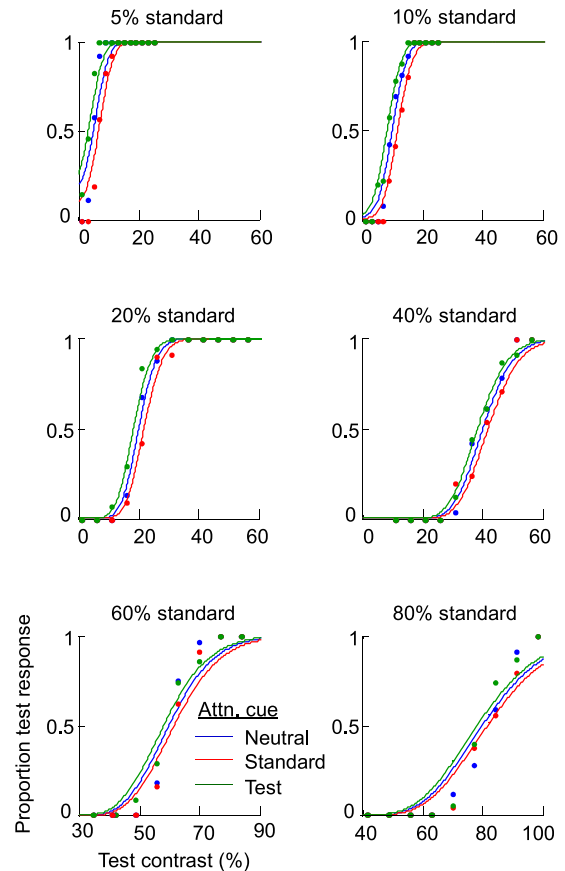 5% standard
10% standard
1
0.5
0
0 20 40 60
1
0.5
0
0 20 40 60
20% standard
40% standard
1
0.5
0
0 20 40 60
1
0.5
0
0 20 40 60
60% standard
80% standard
Proportion test response
1
0.5
0
30 50 70 90
Attn. cue
Neutral
Standard
Test
1
0.5
0
40 60 80 100
Test contrast (%)